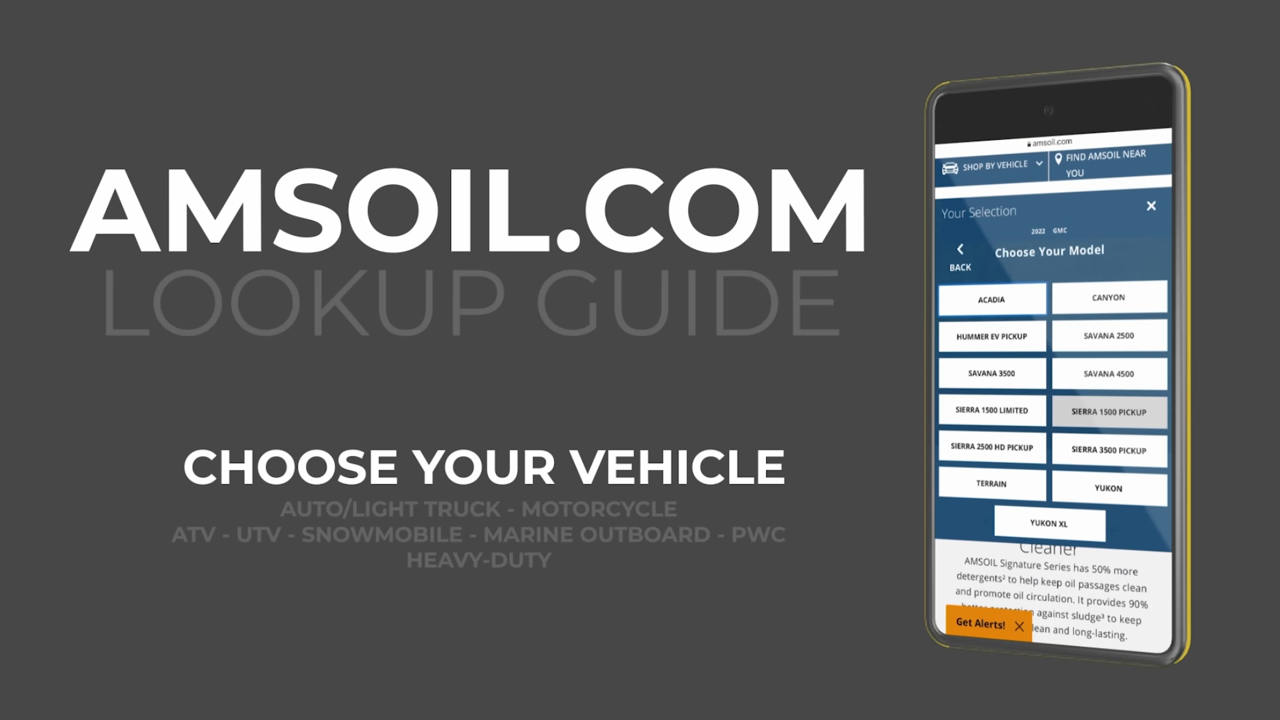 AMSOIL.COM
LOOKUP GUIDE
CHOOSE YOUR VEHICLE
AUTO/LIGHT TRUCK - MOTORCYCLE
ATV - UTV - SNOWMOBILE - MARINE OUTBOARD - PWC
HEAVY-DUTY
amsoil.com
SHOP BY VEHICLE
FIND AMSOIL NEAR
YOU
Your Selection
2022 GMC
BACK
Choose Your Model
ACADIA
CANYON
HUMMER EV PICKUP
SAVANA 2500
SAVANA 3500
SAVANA 4500
SIERRA 1500 LIMITED
SIERRA 1500 PICKUP
SIERRA 2500 HD PICKUP
SIERRA 3500 PICKUP
TERRAIN
YUKON
YUKON XL
Cleaner
AMSOIL Signature Series has 50% more
detergents² to help keep oil passages clean
and promote oil circulation. It provides 90%
better protection against sludge³ to keep
Get Alerts!
clean and long-lasting.